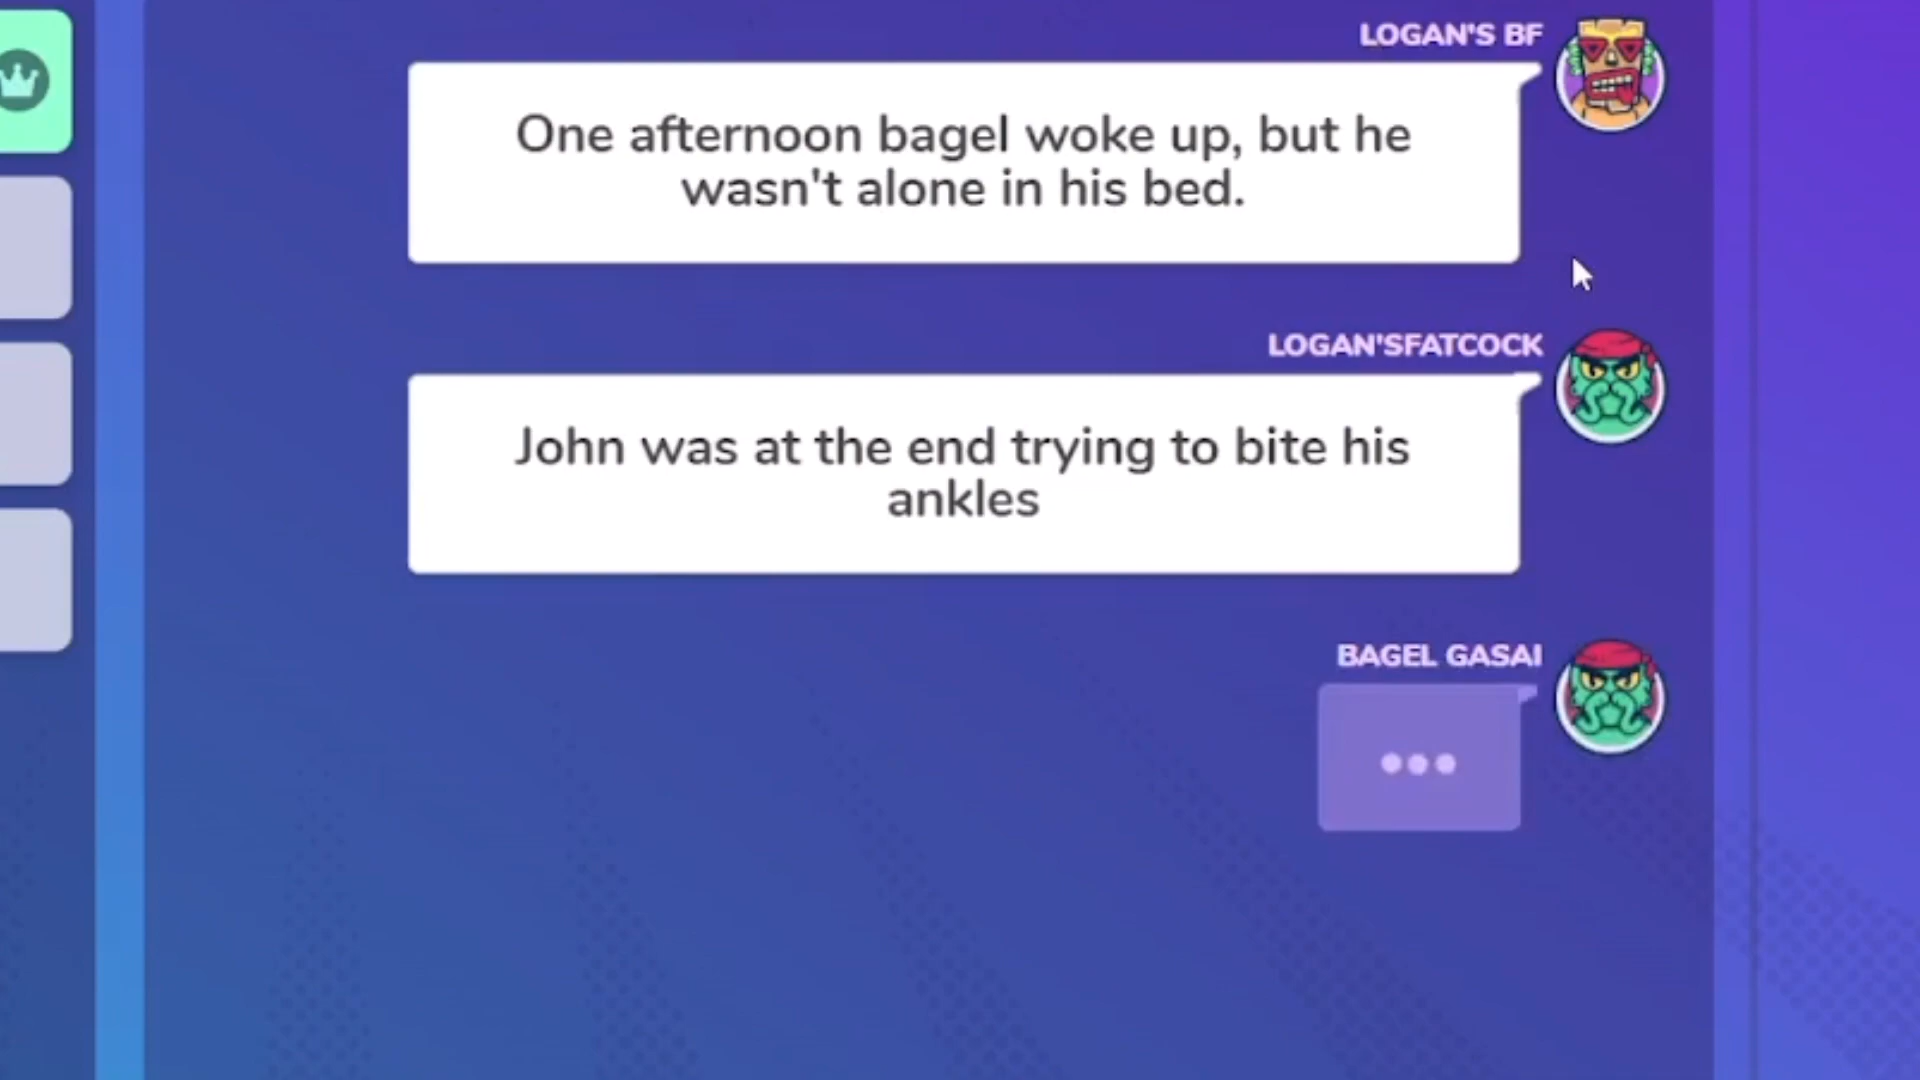 LOGAN'S BF
One afternoon bagel woke up, but he
wasn't alone in his bed.
LOGAN'SFATCOCK
John was at the end trying to bite his
ankles
BAGEL GASAI